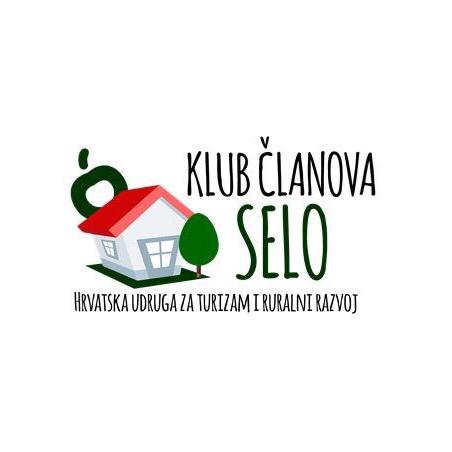 KLUB ČLANOVA
SELO
HRVATSKA UDRUGA ZA TURIZAM I RURALNI RAZVOJ